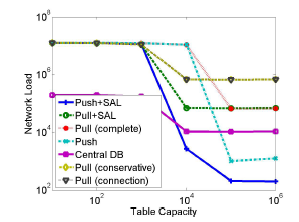 10^8
10^6
10^4
10^2
Network Load
Push+SAL
Pull+SAL
Pull (complete)
Push
Central DB
Pull (conservative)
Pull (connection)
10^2 10^4 10^6
Table Capacity